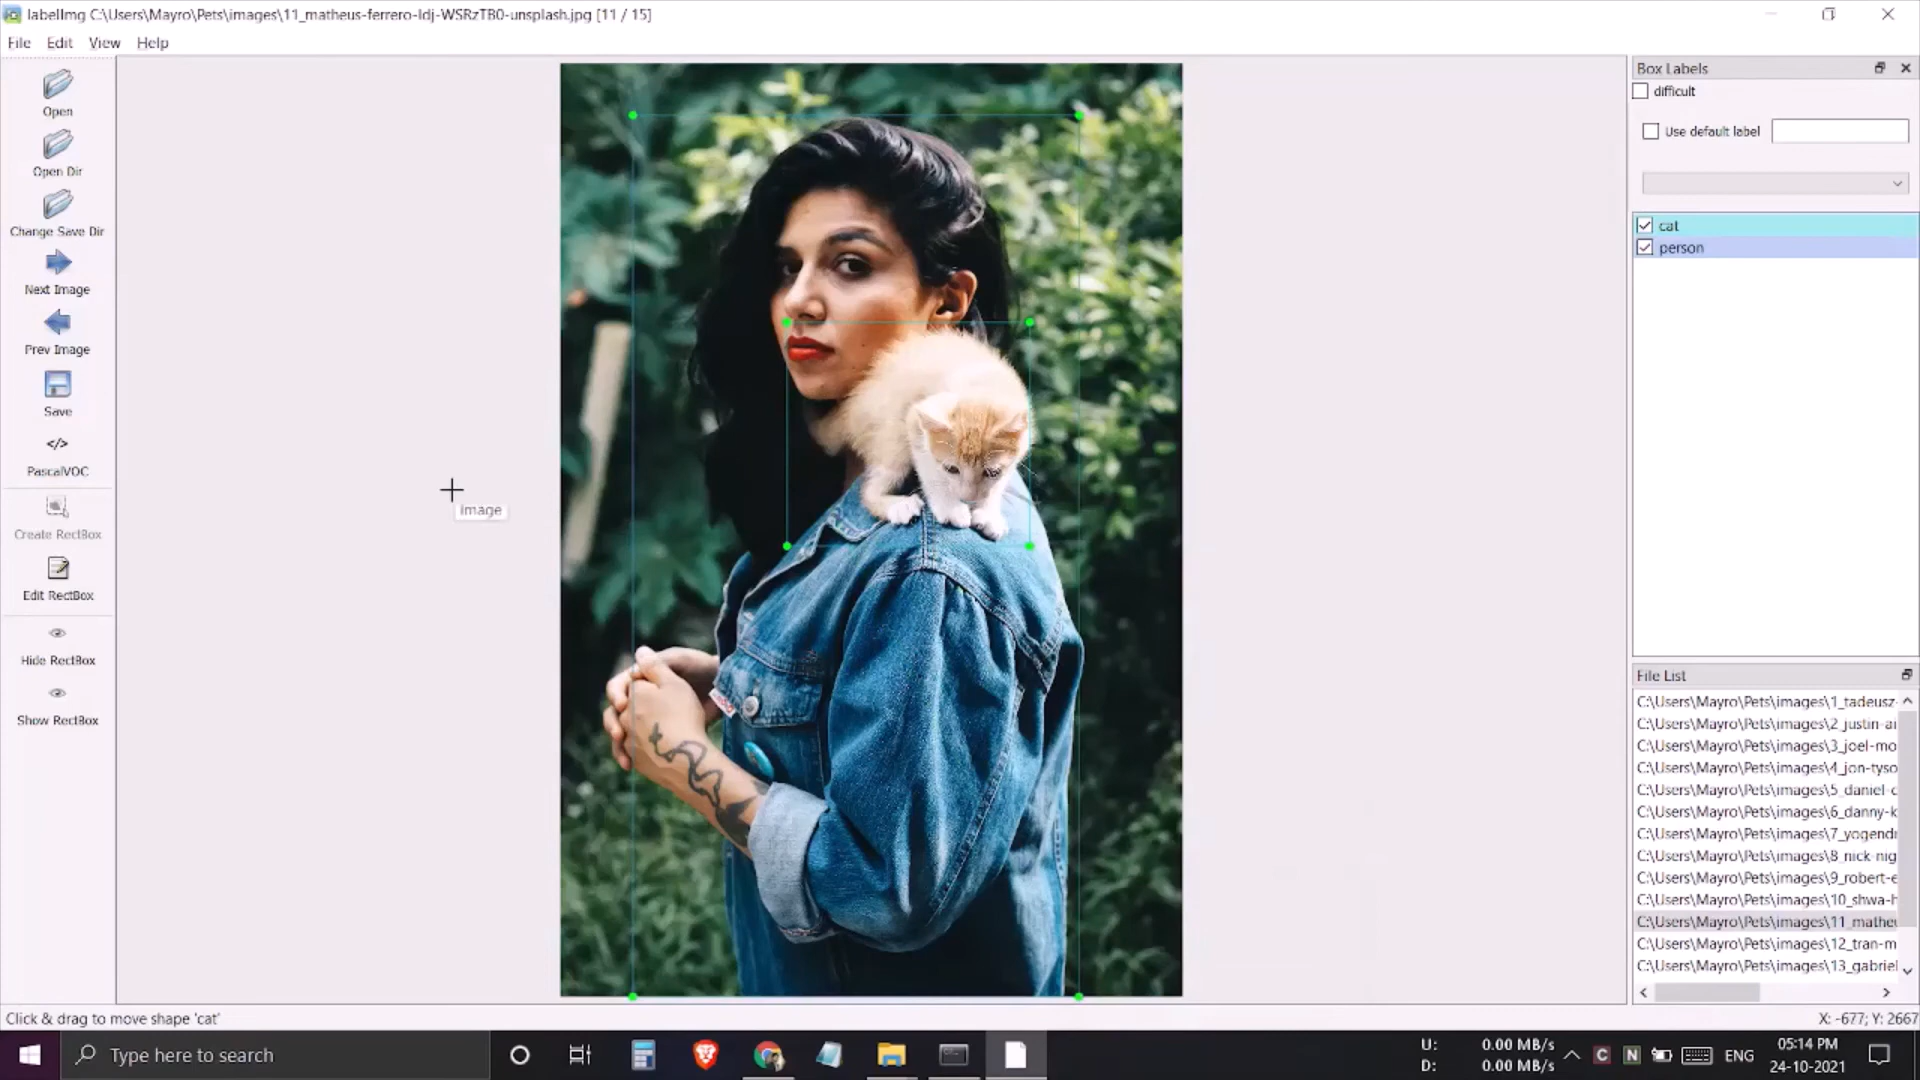 labelImg C:\Users\Mayro\Pets\images\11_matheus-ferrero-ldj-WSRzTB0-unsplash.jpg [11 / 15]
File Edit View Help
Open
Open Dir
Change Save Dir
Next Image
Prev Image
Save
</>
PascalVOC
Create RectBox
Edit RectBox
Hide RectBox
Show RectBox
Image
Box Labels
difficult
Use default label
cat
person
File List
C:\Users\Mayro\Pets\images\1_tadeusz-
C:\Users\Mayro\Pets\images\2_justin-ai
C:\Users\Mayro\Pets\images\3_joel-mo
C:\Users\Mayro\Pets\images\4_jon-tyso
C:\Users\Mayro\Pets\images\5_daniel-c
C:\Users\Mayro\Pets\images\6_danny-k
C:\Users\Mayro\Pets\images\7_yogendr
C:\Users\Mayro\Pets\images\8_nick-nig
C:\Users\Mayro\Pets\images\9_robert-e
C:\Users\Mayro\Pets\images\10_shwa-h
C:\Users\Mayro\Pets\images\11_matheu
C:\Users\Mayro\Pets\images\12_tran-m
C:\Users\Mayro\Pets\images\13_gabriel
Click & drag to move shape 'cat'
X: -677; Y: 2667
Type here to search
U: 0.00 MB/s
D: 0.00 MB/s
C
N
ENG
05:14 PM
24-10-2021